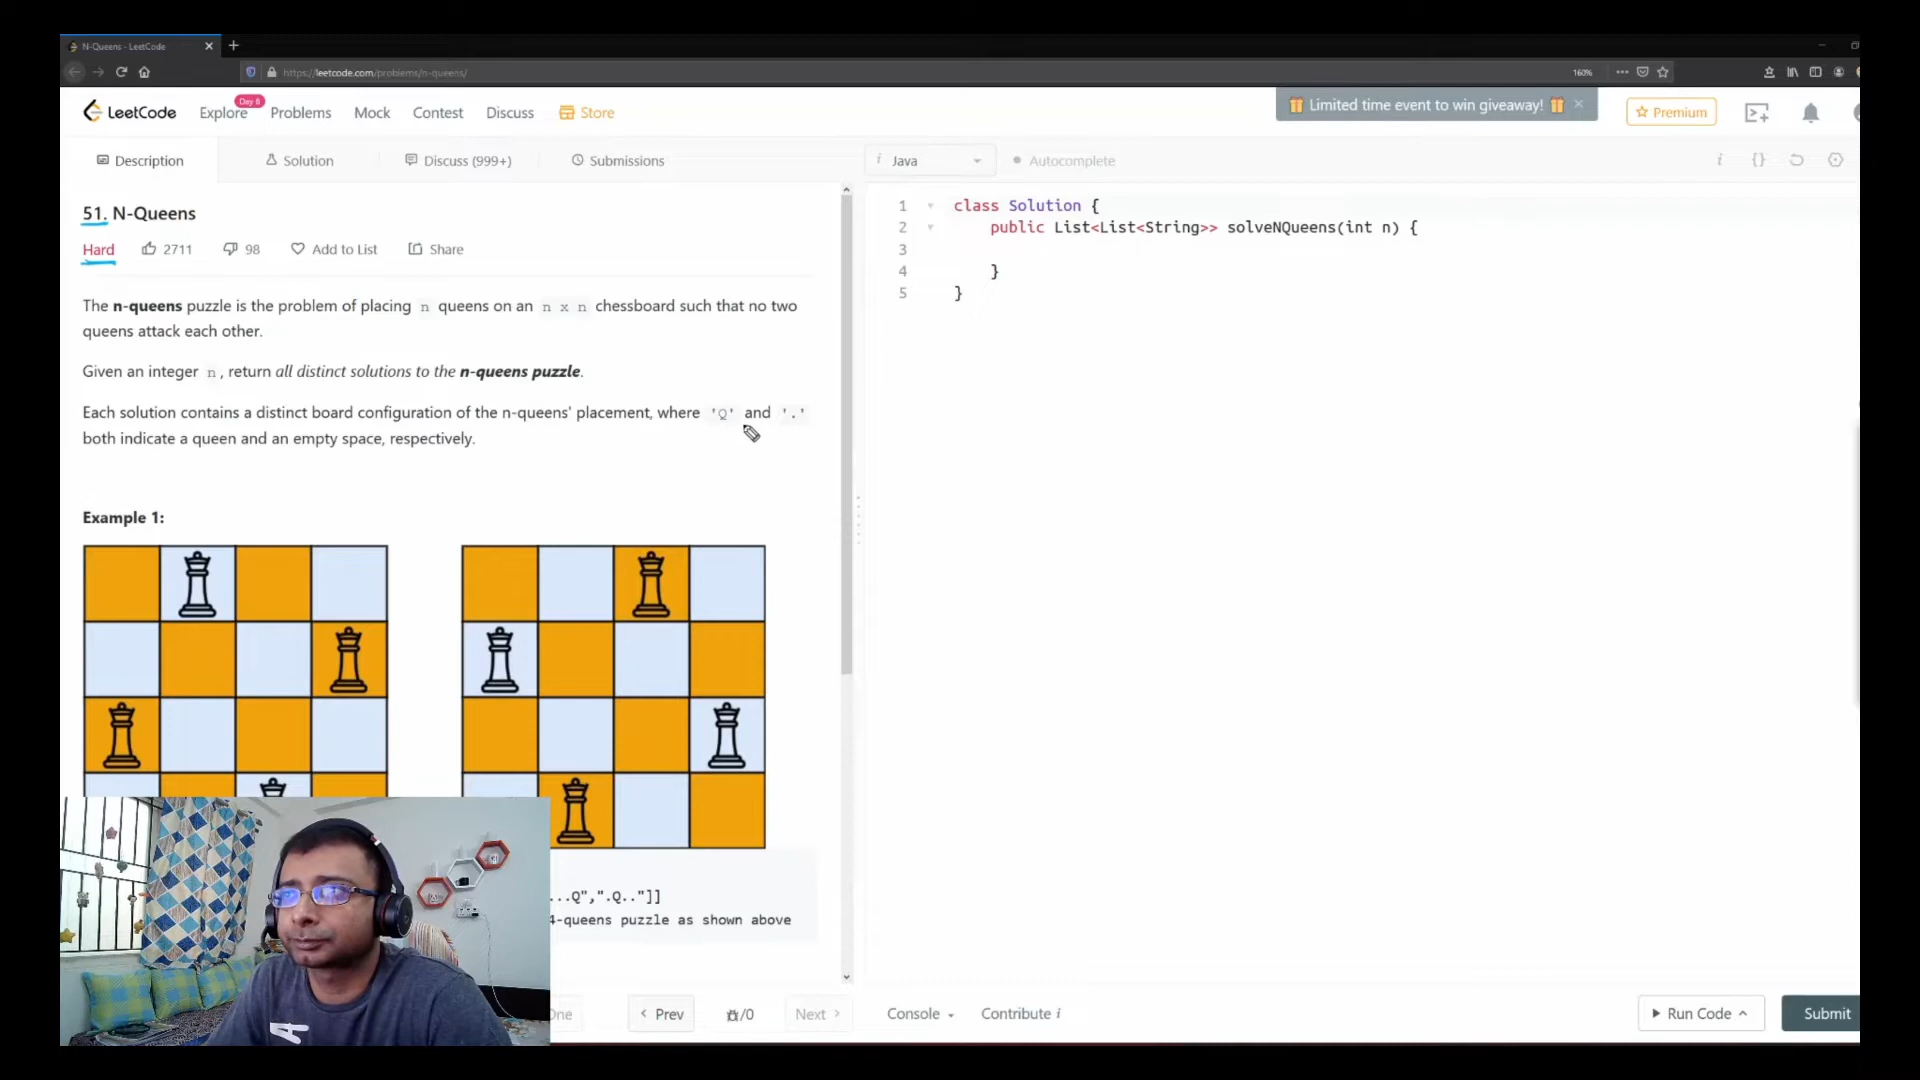 N-Queens - LeetCode
https://leetcode.com/problems/n-queens/
160%
LeetCode
Explore
Day 8
Problems
Mock
Contest
Discuss
Store
Limited time event to win giveaway!
Premium
Description
Solution
Discuss (999+)
Submissions
i Java
Autocomplete
51. N-Queens
Hard
2711
98
Add to List
Share
The n-queens puzzle is the problem of placing n queens on an n x n chessboard such that no two
queens attack each other.
Given an integer n, return all distinct solutions to the n-queens puzzle.
Each solution contains a distinct board configuration of the n-queens' placement, where 'Q' and '.'
both indicate a queen and an empty space, respectively.
Example 1:
...Q",".Q.."]]
4-queens puzzle as shown above
1 class Solution {
2 public List<List<String>> solveNQueens(int n) {
3
4 }
5 }
Prev
/0
Next
Console
Contribute i
Run Code
Submit